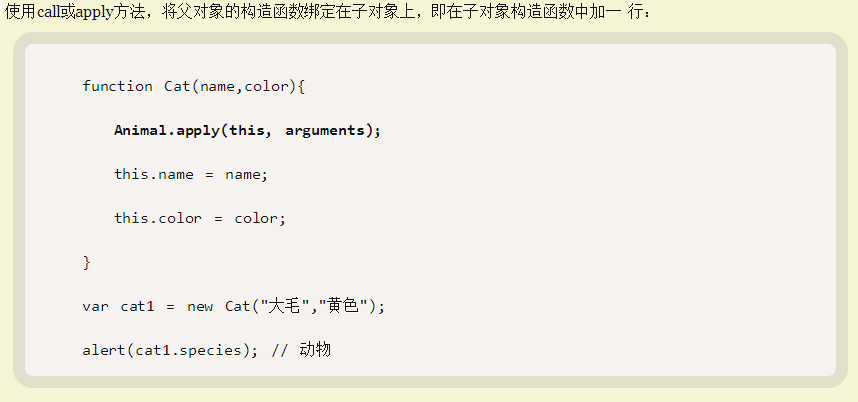 使用call或apply方法，将父对象的构造函数绑定在子对象上，即在子对象构造函数中加一 行：
function Cat(name,color){
Animal.apply(this, arguments);
this.name = name;
this.color = color;
}
var cat1 = new Cat("大毛","黄色");
alert(cat1.species); // 动物